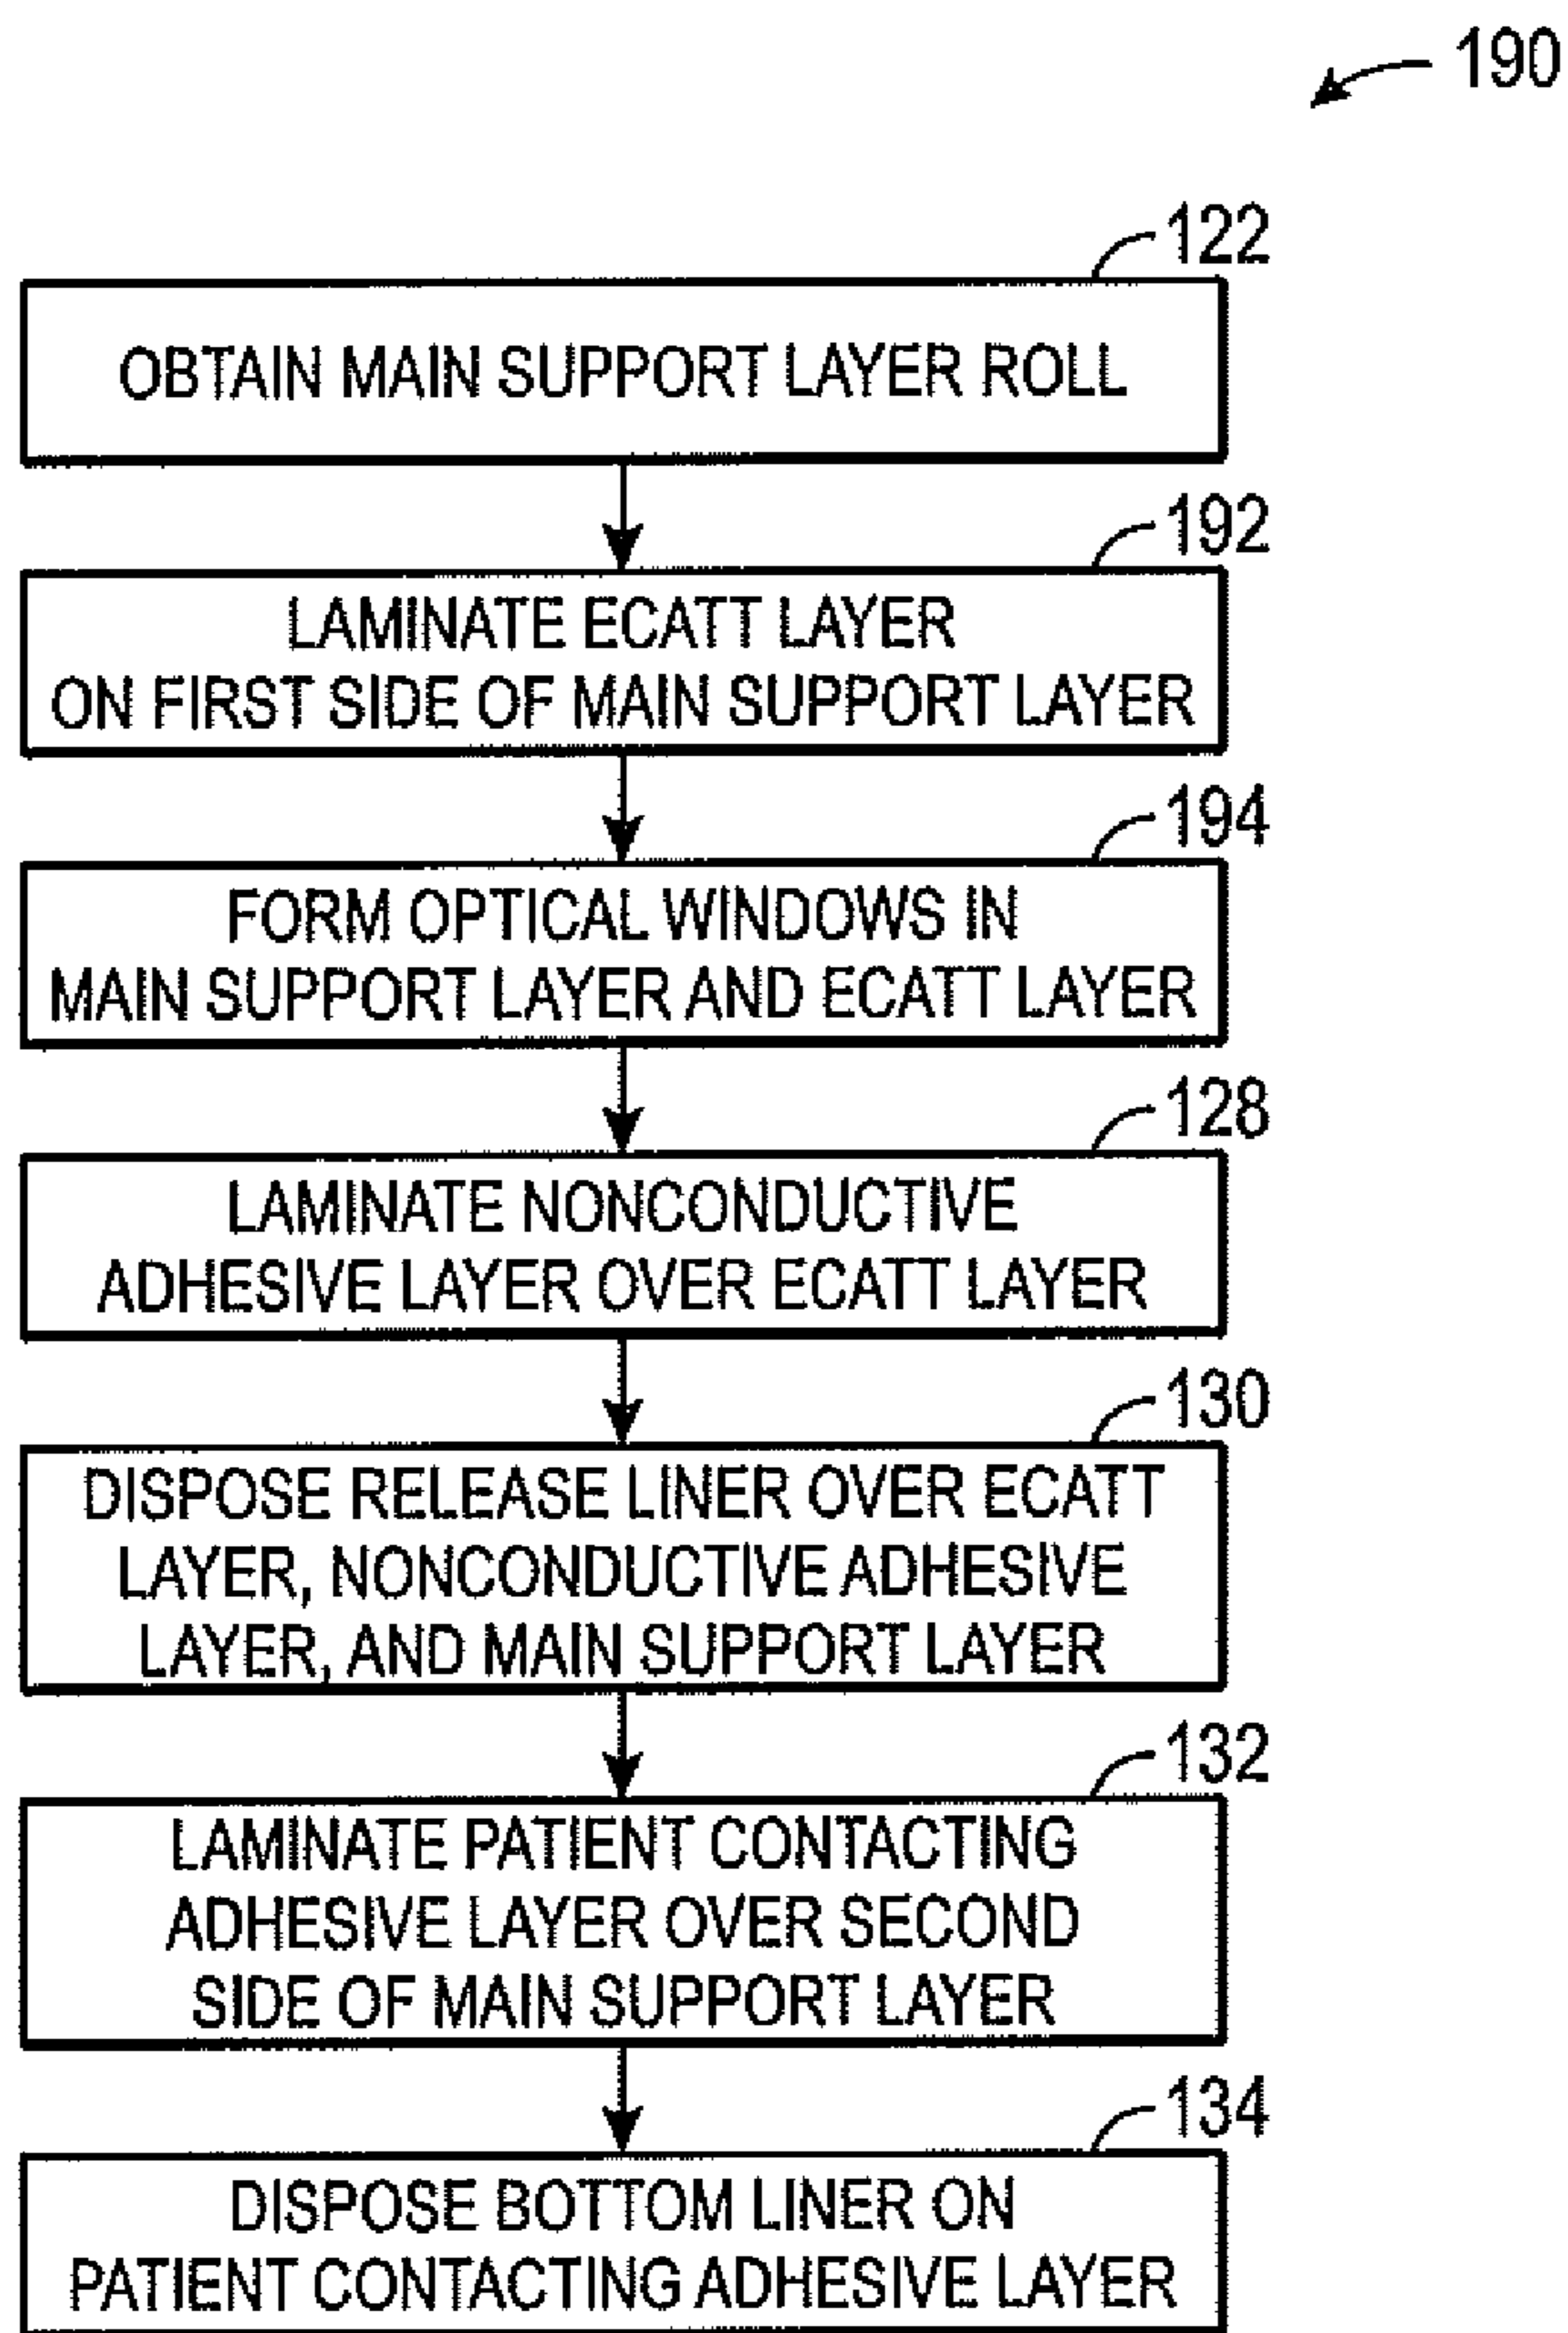 190
122
OBTAIN MAIN SUPPORT LAYER ROLL
192
LAMINATE ECATT LAYER
ON FIRST SIDE OF MAIN SUPPORT LAYER
194
FORM OPTICAL WINDOWS IN
MAIN SUPPORT LAYER AND ECATT LAYER
128
LAMINATE NONCONDUCTIVE
ADHESIVE LAYER OVER ECATT LAYER
130
DISPOSE RELEASE LINER OVER ECATT
LAYER, NONCONDUCTIVE ADHESIVE
LAYER, AND MAIN SUPPORT LAYER
132
LAMINATE PATIENT CONTACTING
ADHESIVE LAYER OVER SECOND
SIDE OF MAIN SUPPORT LAYER
134
DISPOSE BOTTOM LINER ON
PATIENT CONTACTING ADHESIVE LAYER